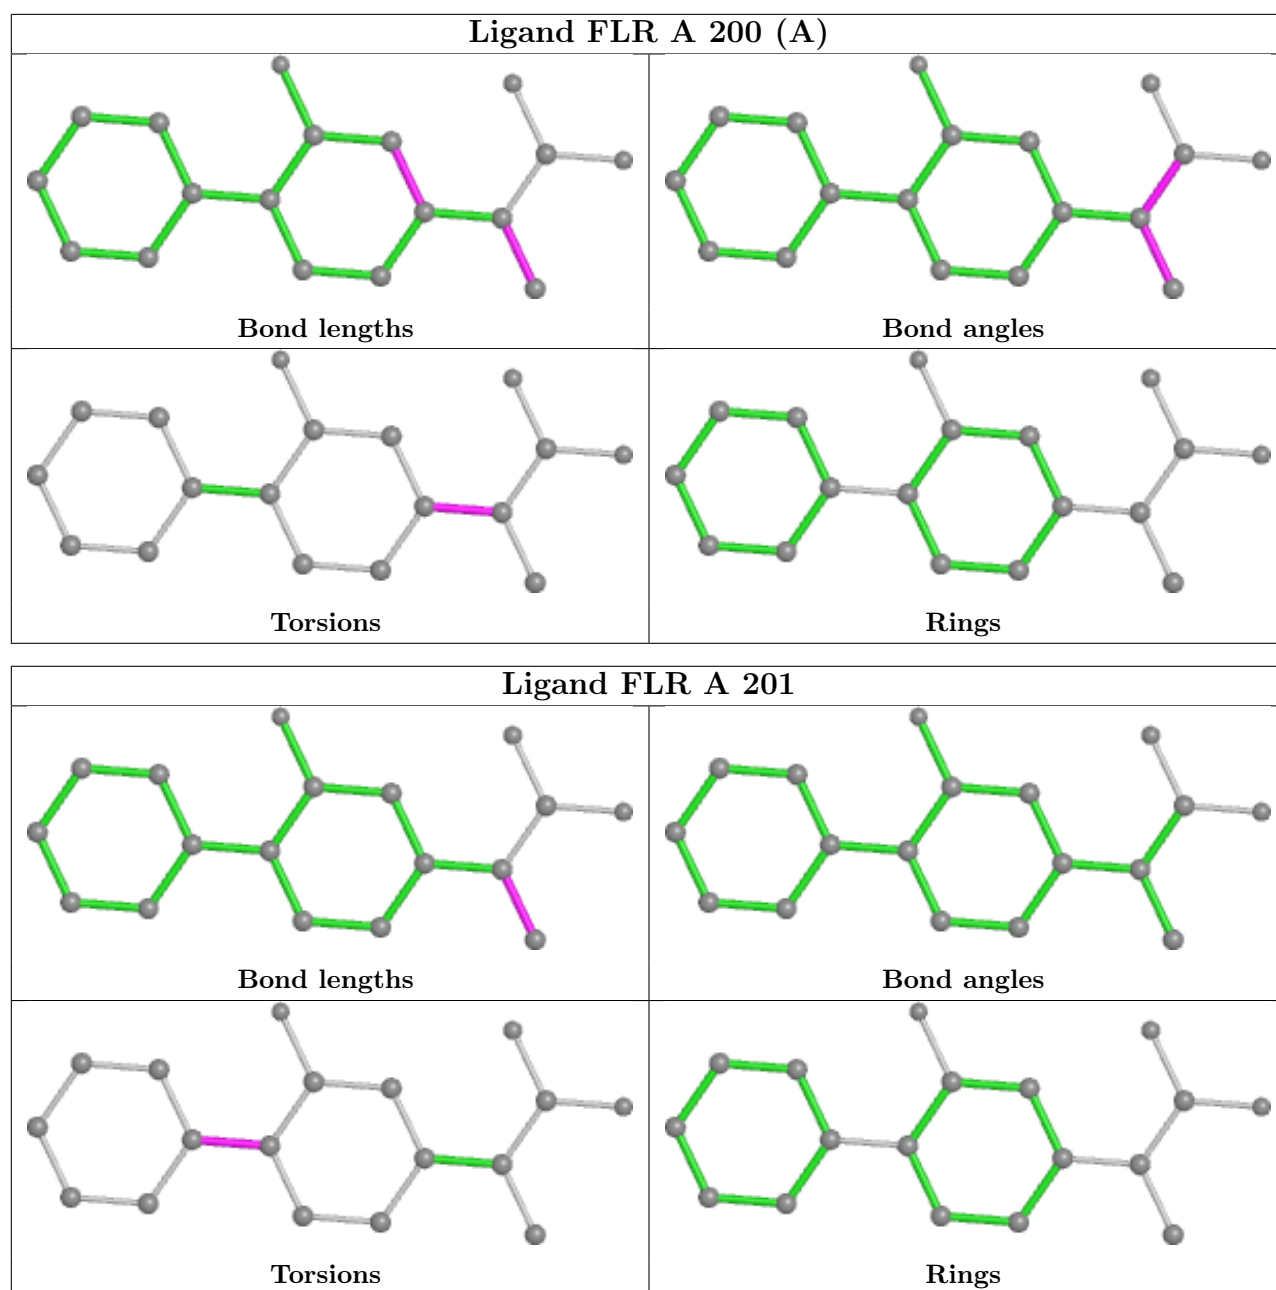 Ligand FLR A 200 (A)
Bond lengths
Bond angles
Torsions
Rings
Ligand FLR A 201
Bond lengths
Bond angles
Torsions
Rings